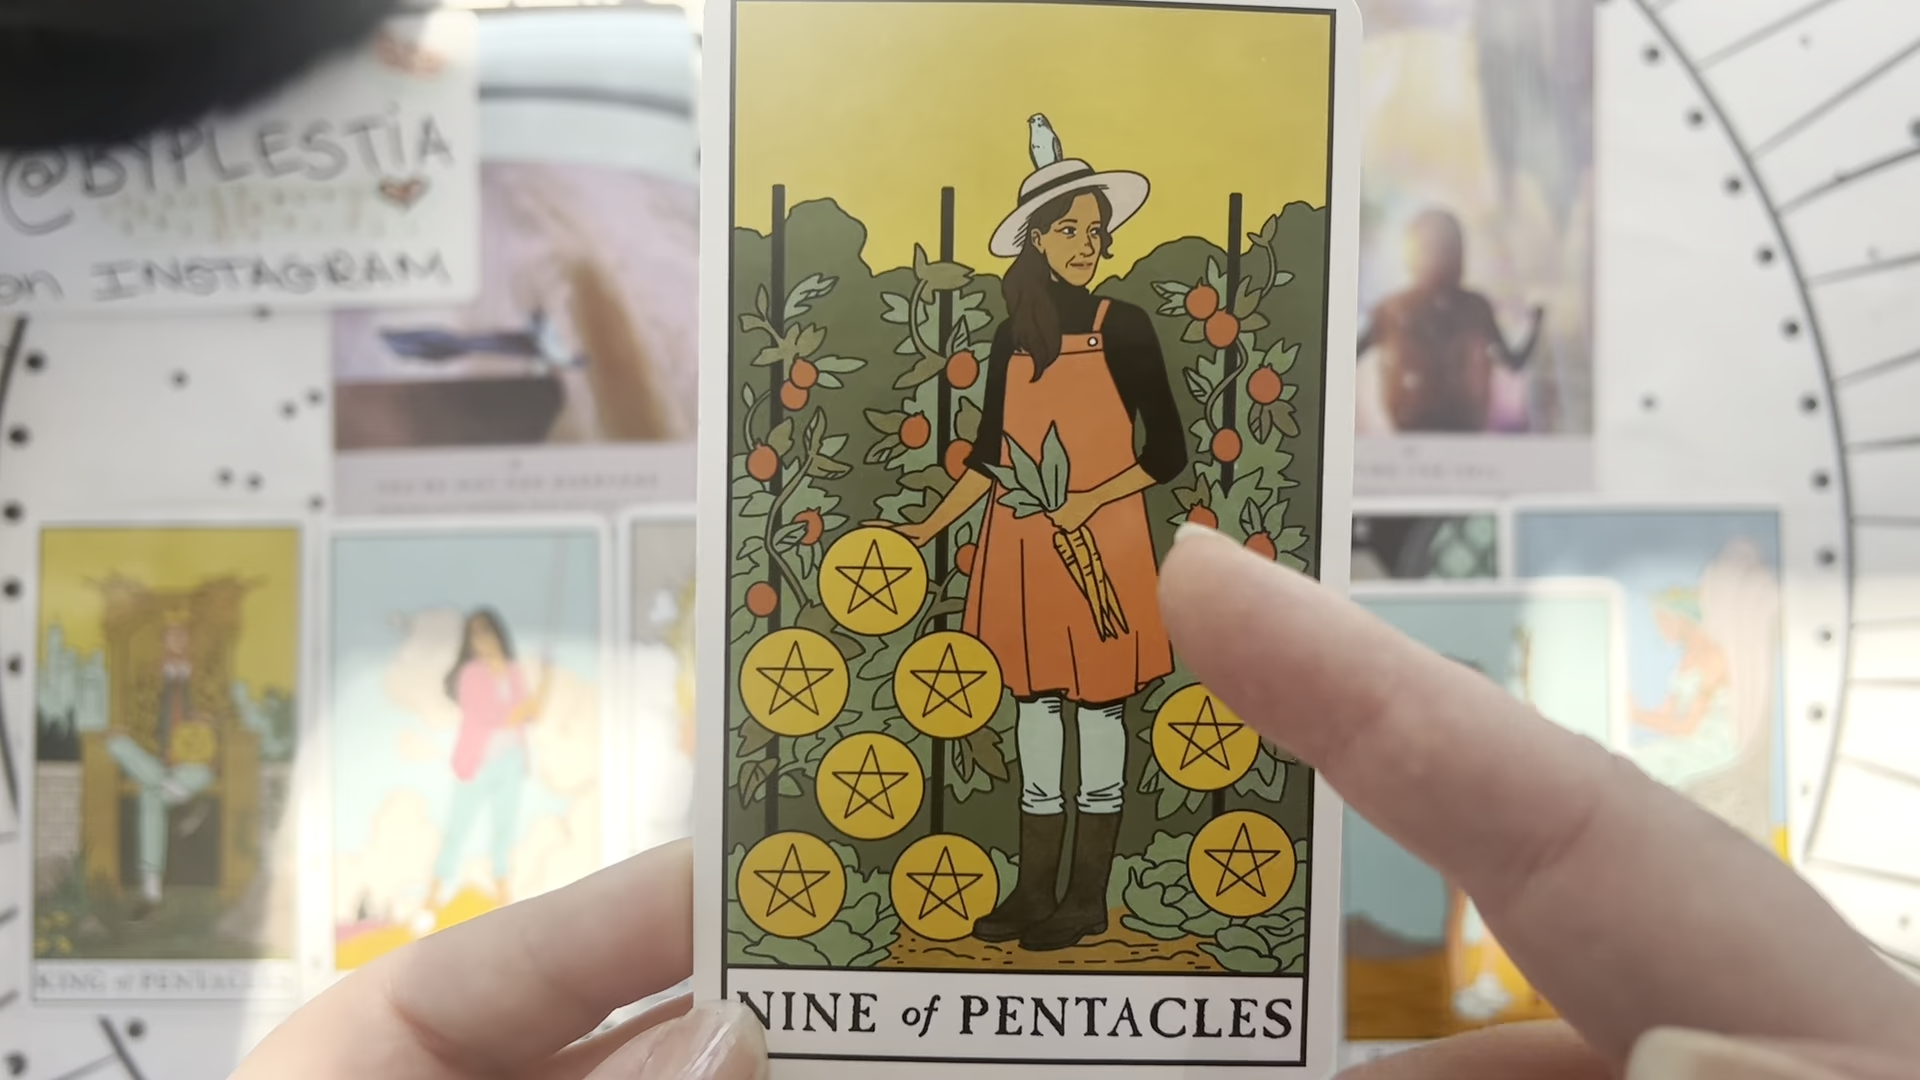 @BYPLESTiA
on INSTAGRAM
KING of PENTACLES
NINE of PENTACLES